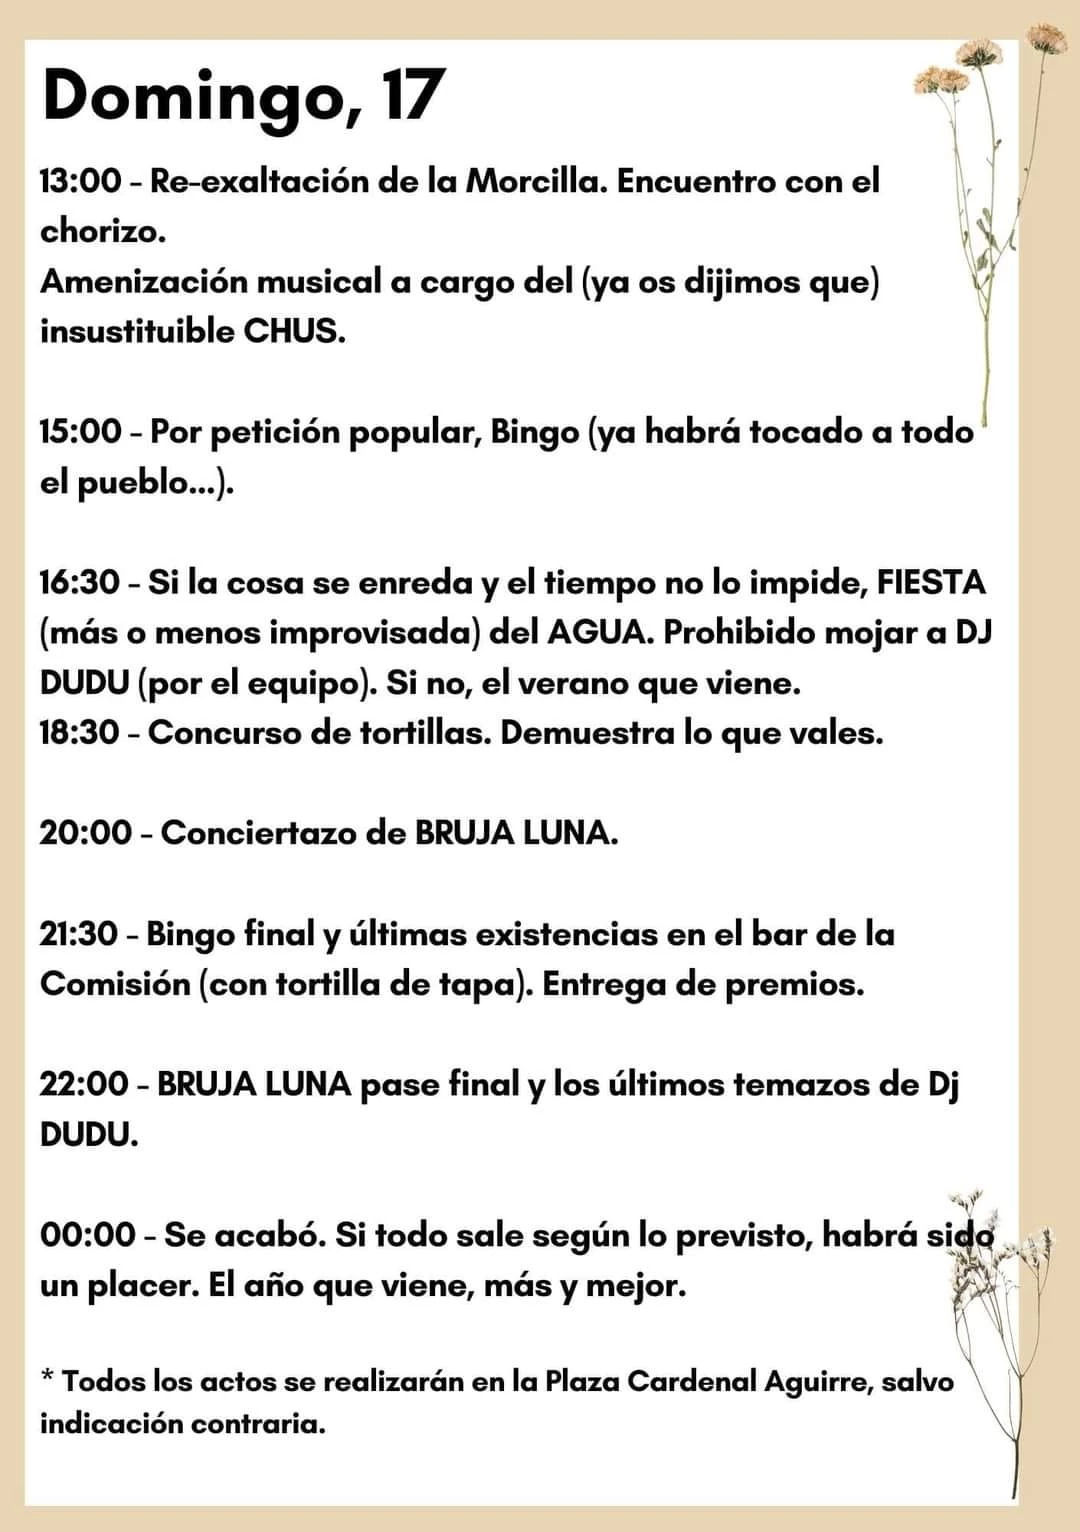 Domingo, 17
13:00 - Re-exaltación de la Morcilla. Encuentro con el
chorizo.
Amenización musical a cargo del (ya os dijimos que)
insustituible CHUS.
15:00 - Por petición popular, Bingo (ya habrá tocado a todo
el pueblo...).
16:30 - Si la cosa se enreda y el tiempo no lo impide, FIESTA
(más o menos improvisada) del AGUA. Prohibido mojar a DJ
DUDU (por el equipo). Si no, el verano que viene.
18:30 - Concurso de tortillas. Demuestra lo que vales.
20:00 - Conciertazo de BRUJA LUNA.
21:30 - Bingo final y últimas existencias en el bar de la
Comisión (con tortilla de tapa). Entrega de premios.
22:00 - BRUJA LUNA pase final y los últimos temazos de Dj
DUDU.
00:00 - Se acabó. Si todo sale según lo previsto, habrá sido
un placer. El año que viene, más y mejor.
* Todos los actos se realizarán en la Plaza Cardenal Aguirre, salvo
indicación contraria.